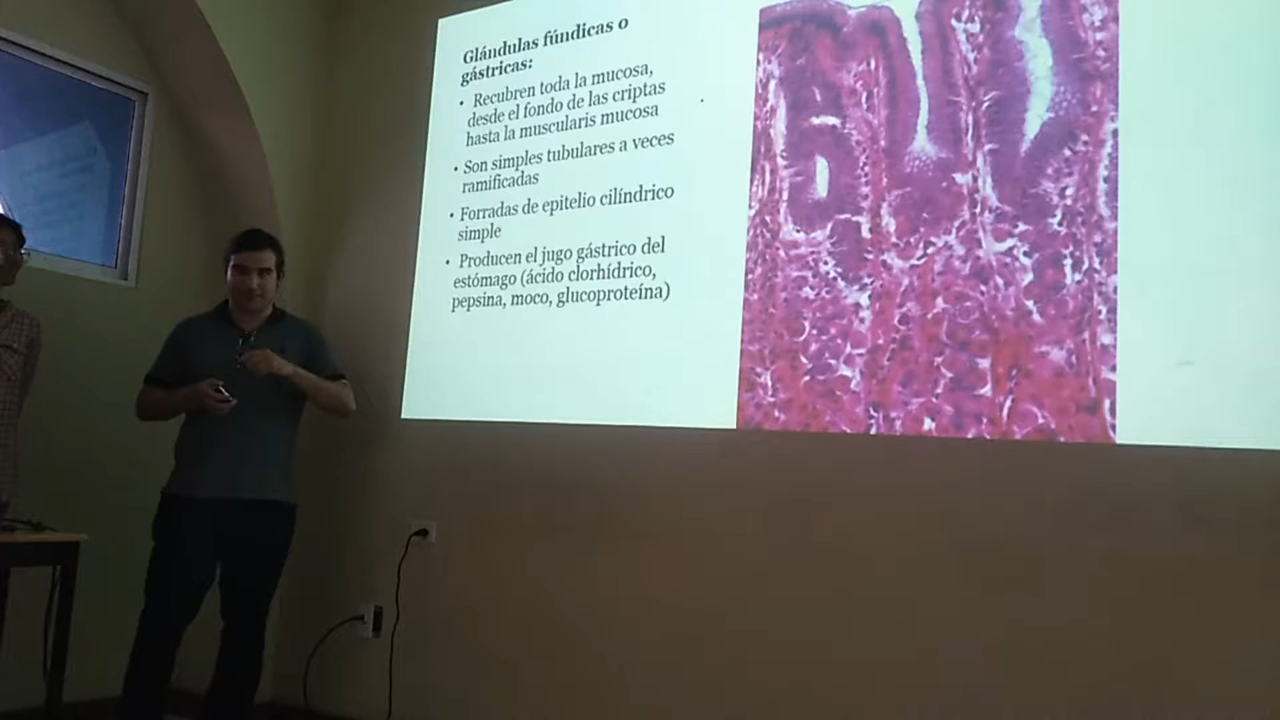 Glándulas fúndicas o
gástricas:
• Recubren toda la mucosa,
desde el fondo de las criptas
hasta la muscularis mucosa
• Son simples tubulares a veces
ramificadas
• Forradas de epitelio cilíndrico
simple
• Producen el jugo gástrico del
estómago (ácido clorhídrico,
pepsina, moco, glucoproteína)